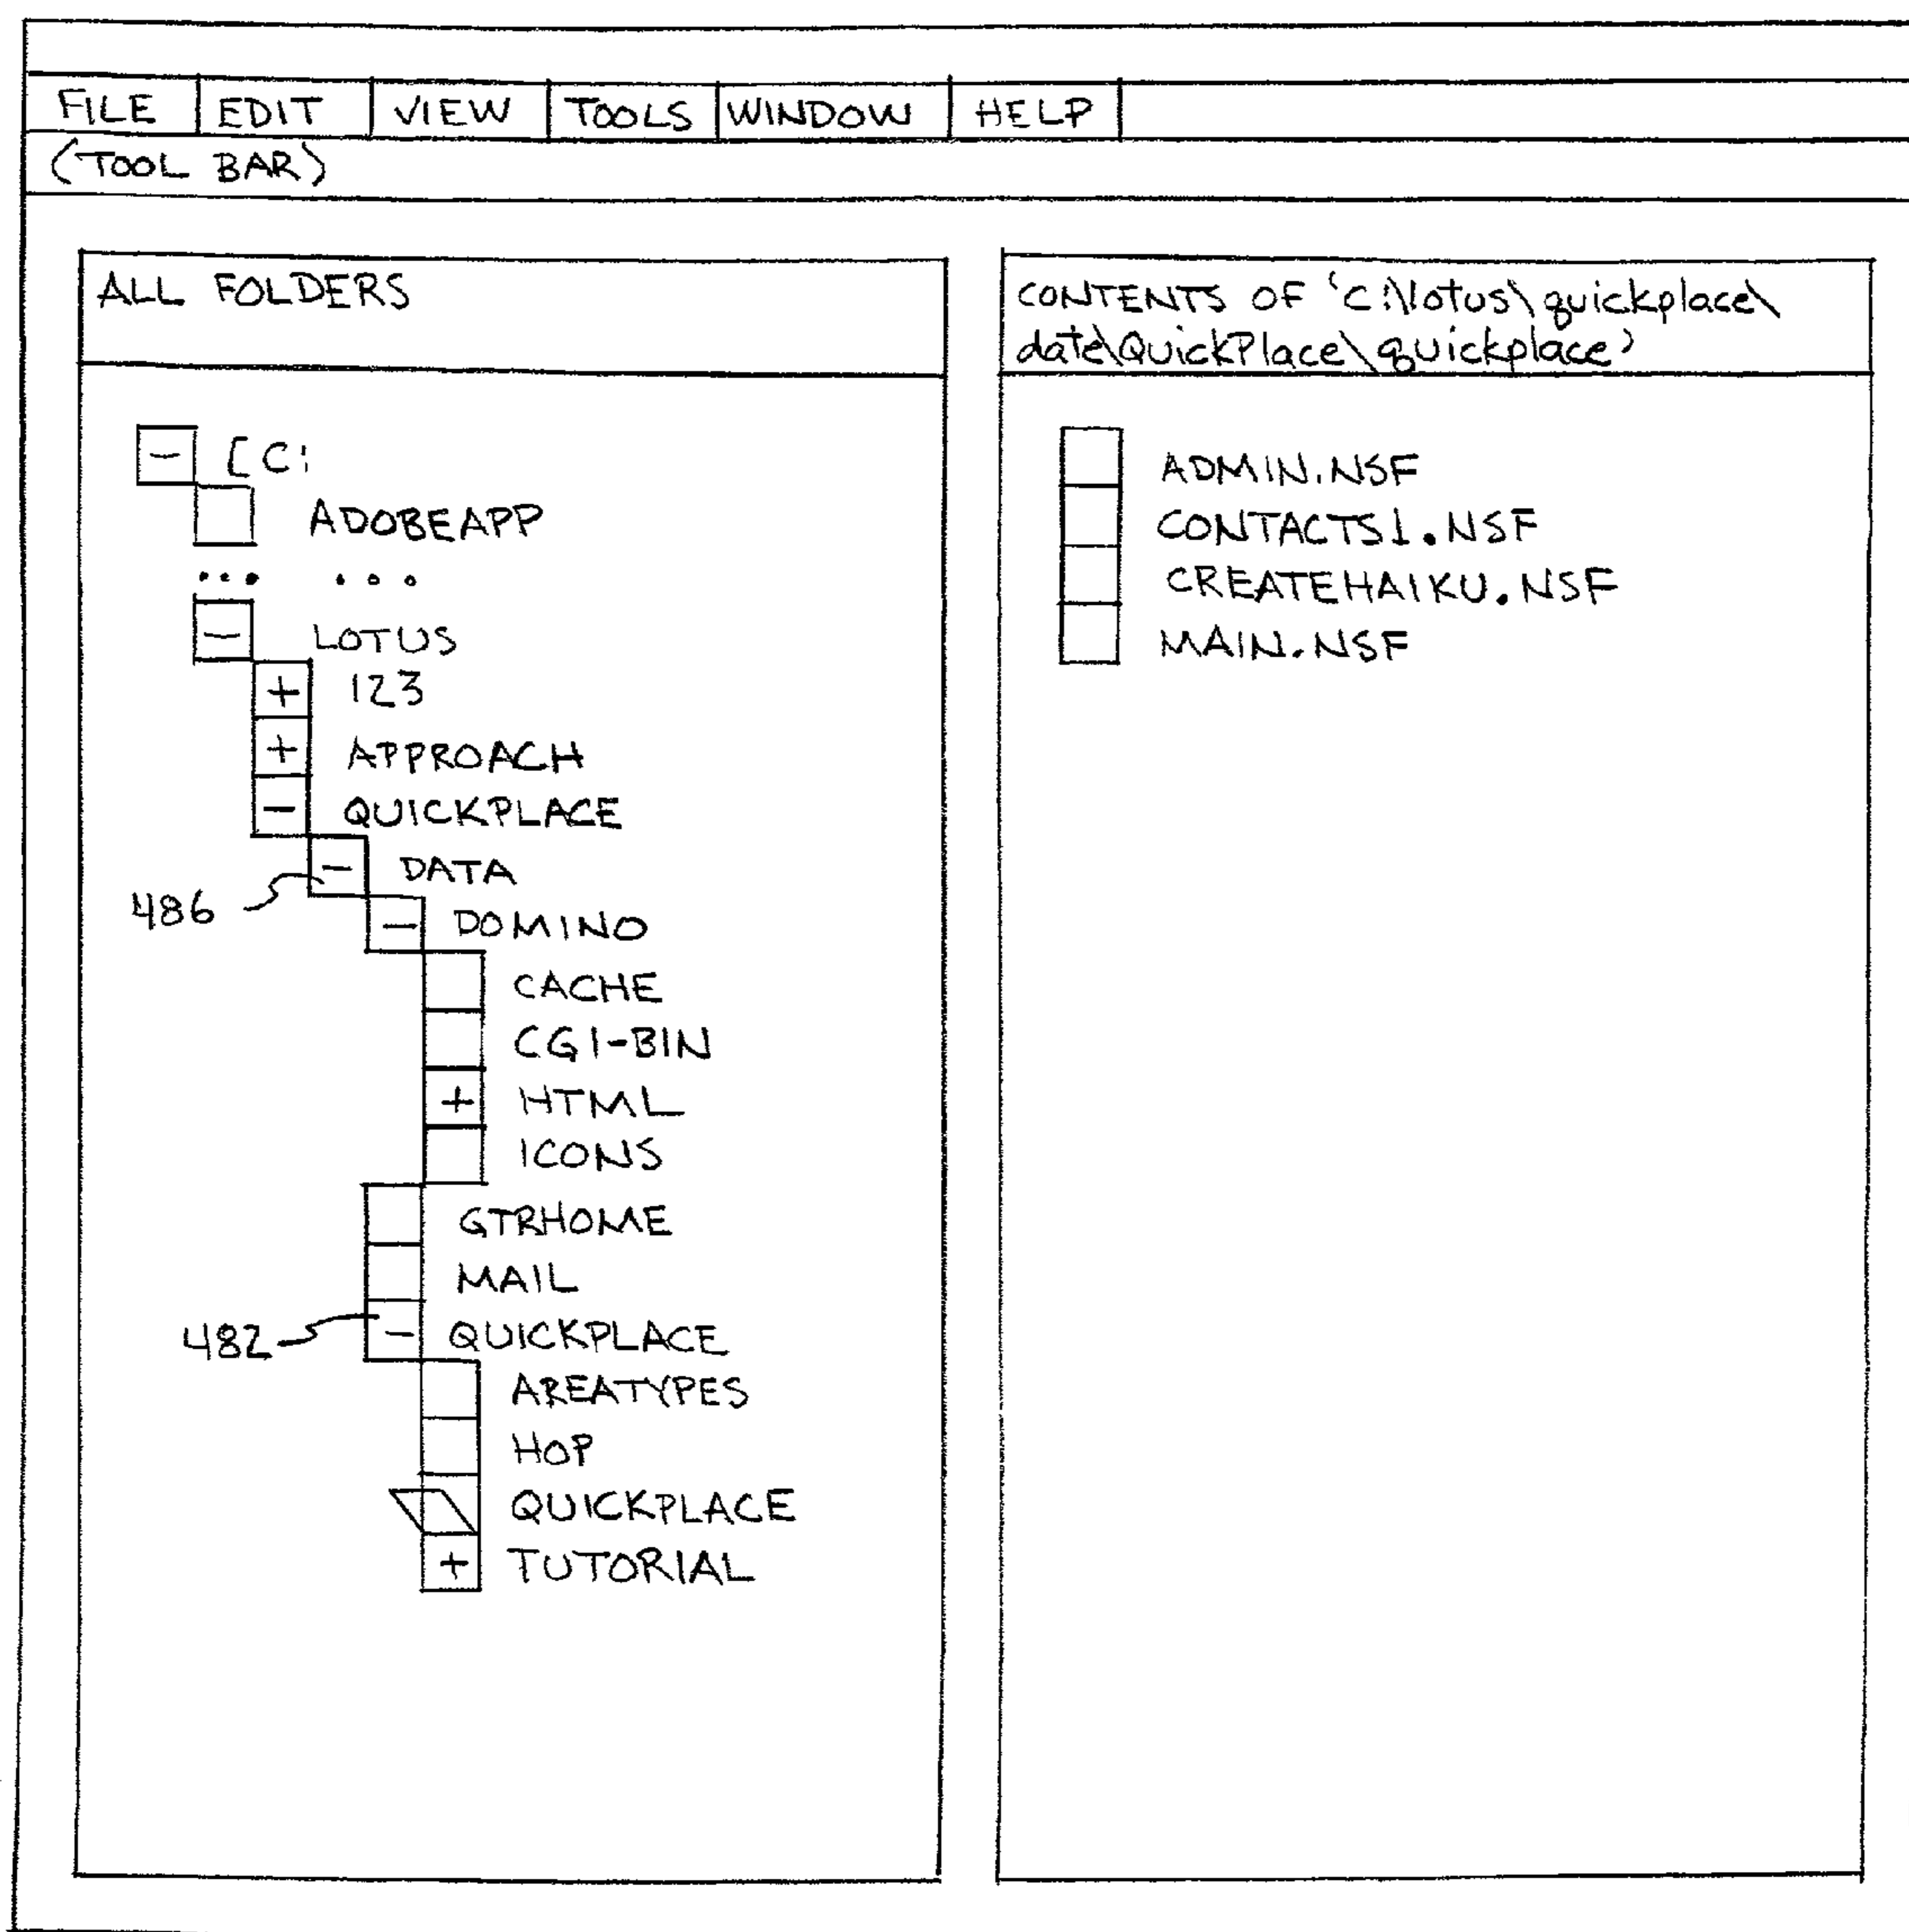 FILE EDIT VIEW TOOLS WINDOW HELP
(TOOL BAR)
ALL FOLDERS
- [C:
ADOBEAPP
... ...
- LOTUS
+ 123
+ APPROACH
- QUICKPLACE
- DATA
486
- DOMINO
CACHE
CGI-BIN
+ HTML
ICONS
GTRHOME
MAIL
482 - QUICKPLACE
AREATYPES
HOP
QUICKPLACE
+ TUTORIAL
CONTENTS OF 'C:\lotus\quickplace\
date\QuickPlace\quickplace'
ADMIN.NSF
CONTACTS1.NSF
CREATEHAIKU.NSF
MAIN.NSF